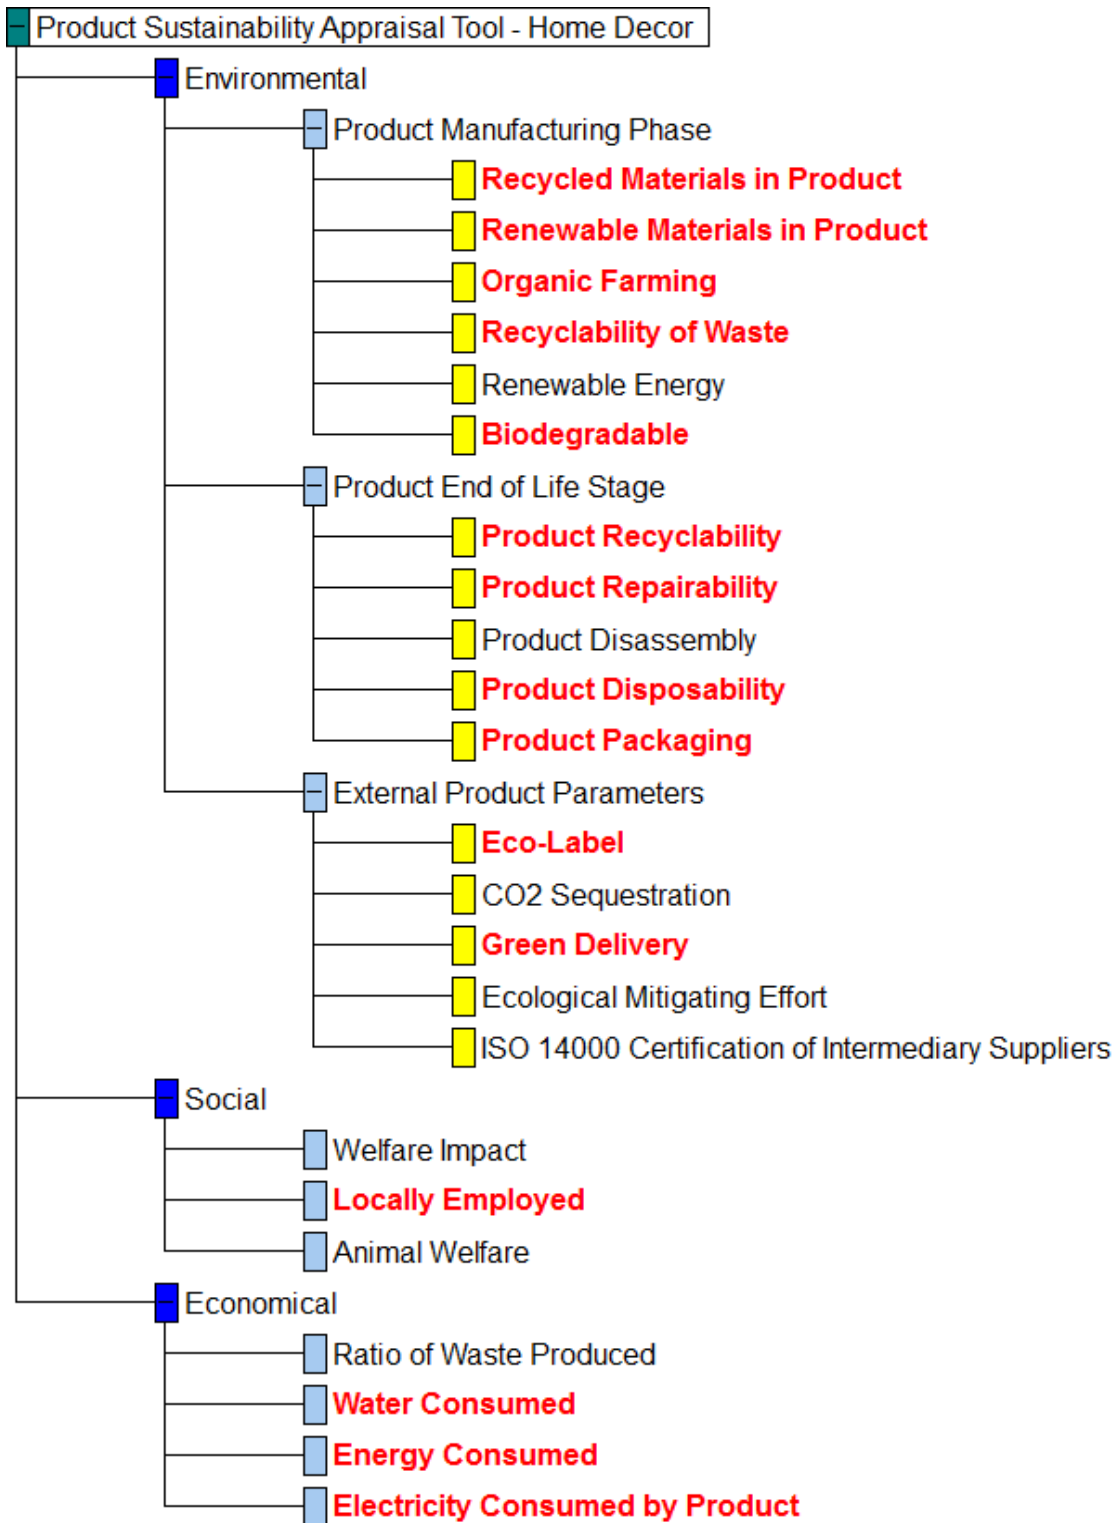 Product Sustainability Appraisal Tool - Home Decor
Environmental
Product Manufacturing Phase
Recycled Materials in Product
Renewable Materials in Product
Organic Farming
Recyclability of Waste
Renewable Energy
Biodegradable
Product End of Life Stage
Product Recyclability
Product Repairability
Product Disassembly
Product Disposability
Product Packaging
External Product Parameters
Eco-Label
CO2 Sequestration
Green Delivery
Ecological Mitigating Effort
ISO 14000 Certification of Intermediary Suppliers
Social
Welfare Impact
Locally Employed
Animal Welfare
Economical
Ratio of Waste Produced
Water Consumed
Energy Consumed
Electricity Consumed by Product